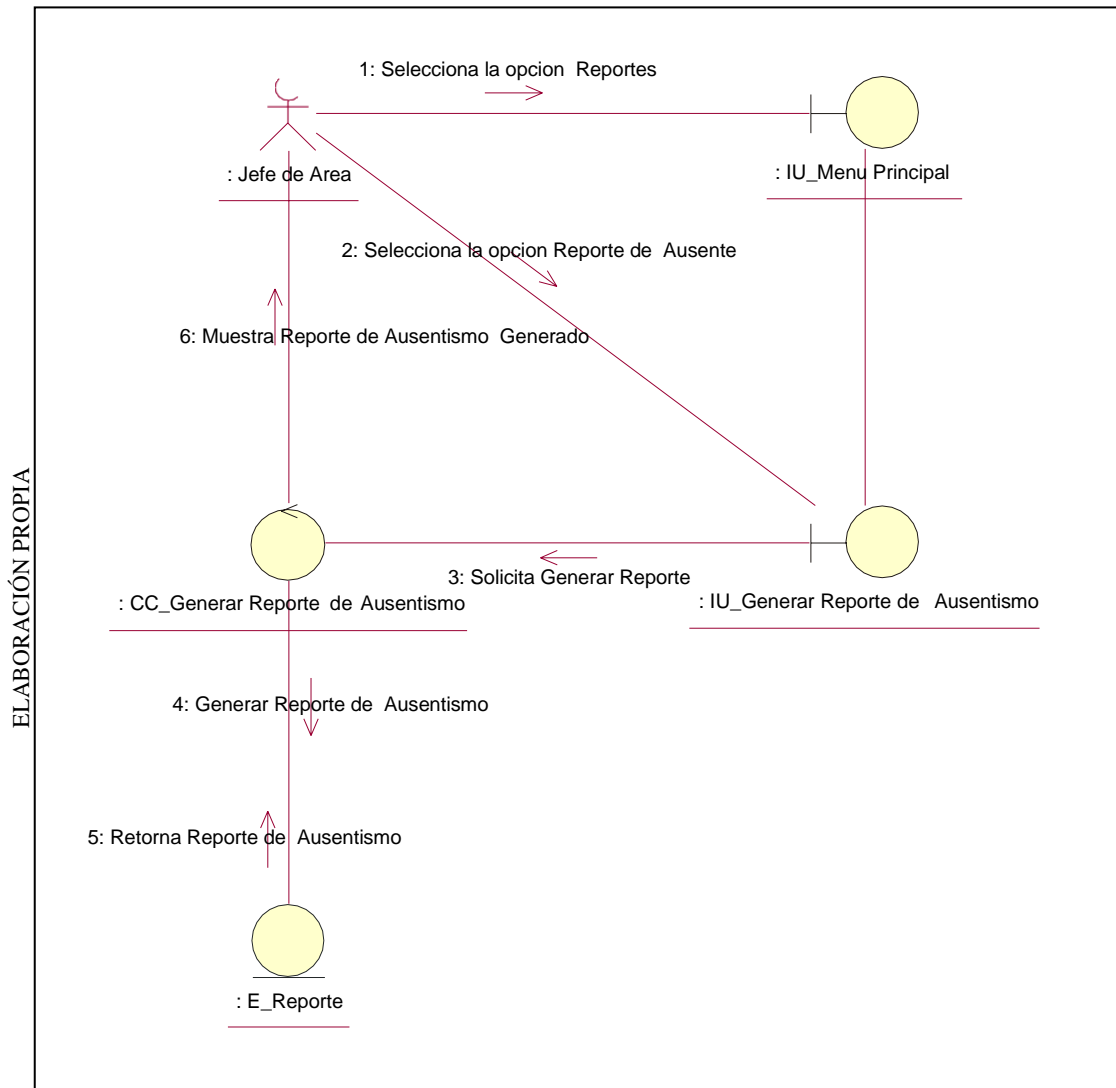 1: Selecciona la opcion Reportes
: Jefe de Area
: IU_Menu Principal
2: Selecciona la opcion Reporte de Ausente
6: Muestra Reporte de Ausentismo Generado
3: Solicita Generar Reporte
: CC_Generar Reporte de Ausentismo
: IU_Generar Reporte de Ausentismo
4: Generar Reporte de Ausentismo
5: Retorna Reporte de Ausentismo
: E_Reporte
ELABORACIÓN PROPIA